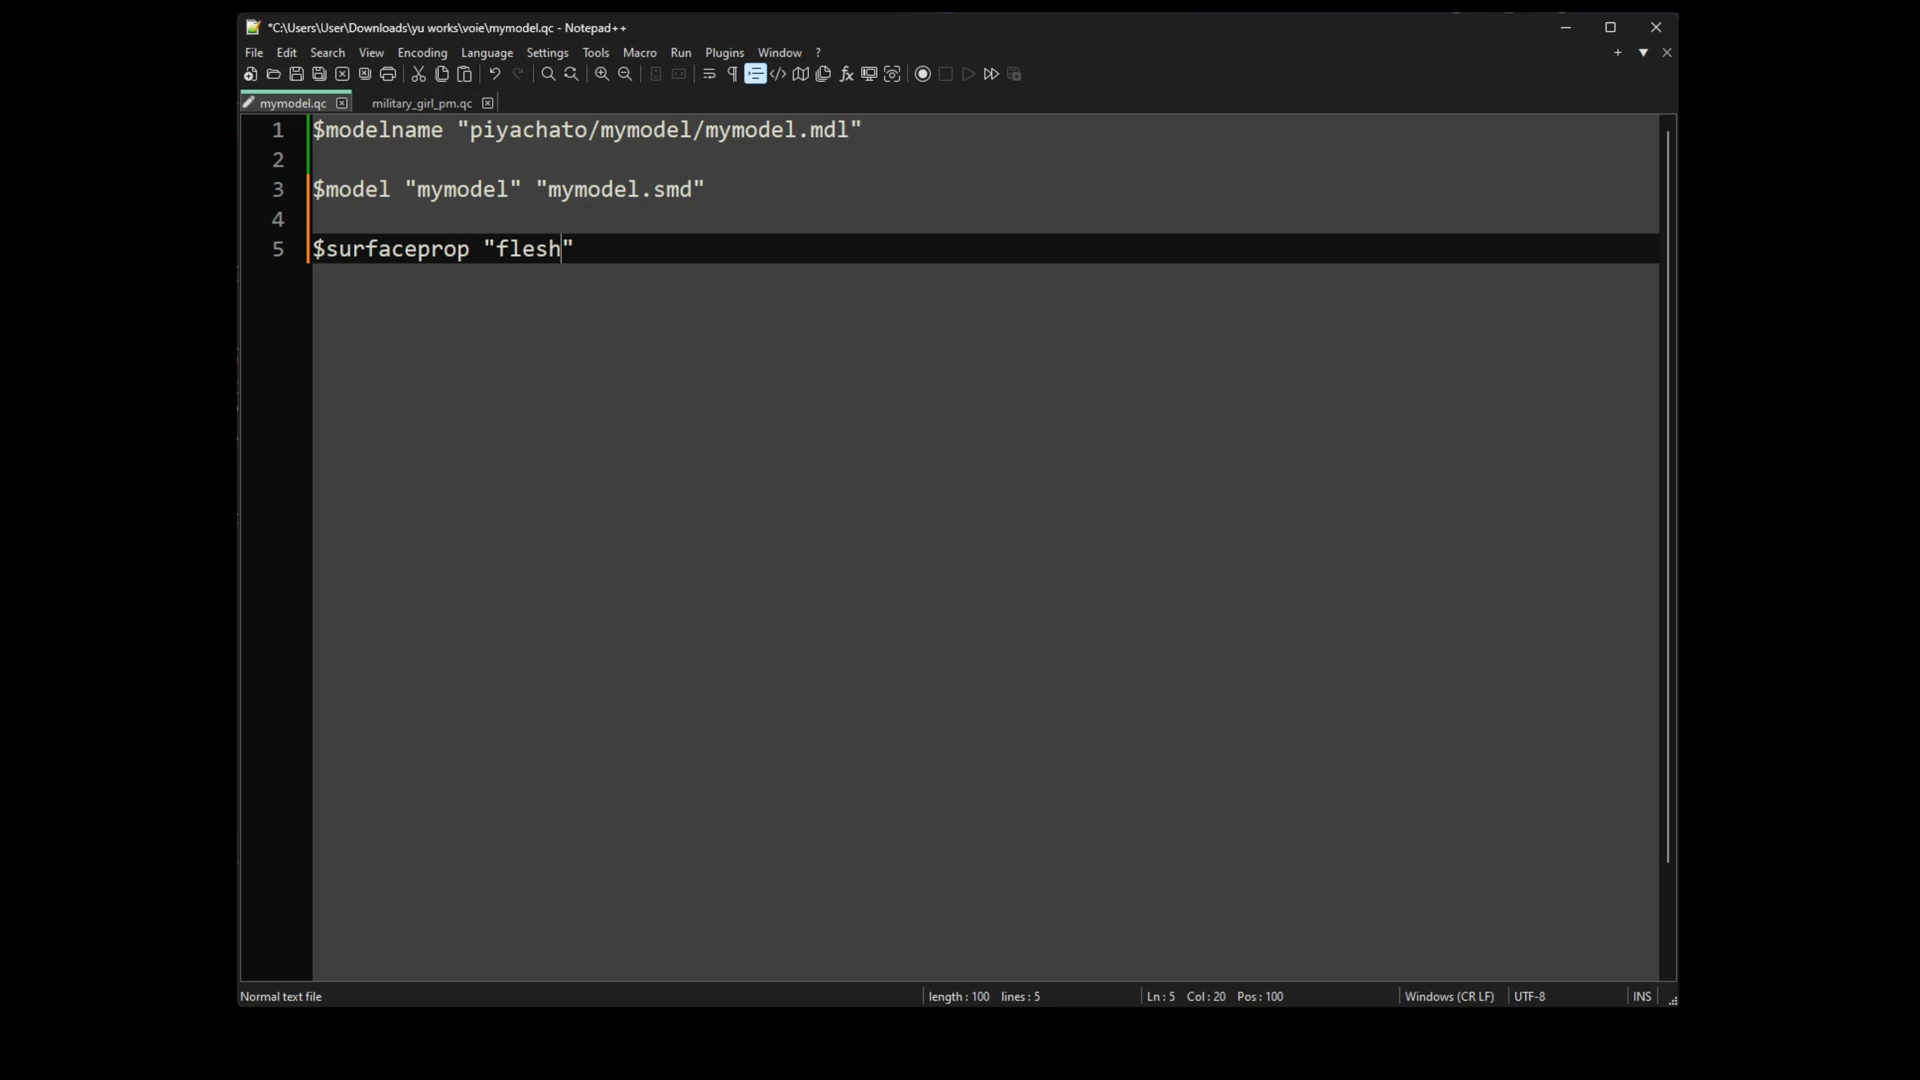 *C:\Users\User\Downloads\yu works\voie\mymodel.qc - Notepad++
File Edit Search View Encoding Language Settings Tools Macro Run Plugins Window ?
mymodel.qc military_girl_pm.qc
1 $modelname "piyachato/mymodel/mymodel.mdl"
2
3 $model "mymodel" "mymodel.smd"
4
5 $surfaceprop "flesh"
Normal text file length : 100 lines : 5 Ln : 5 Col : 20 Pos : 100 Windows (CR LF) UTF-8 INS